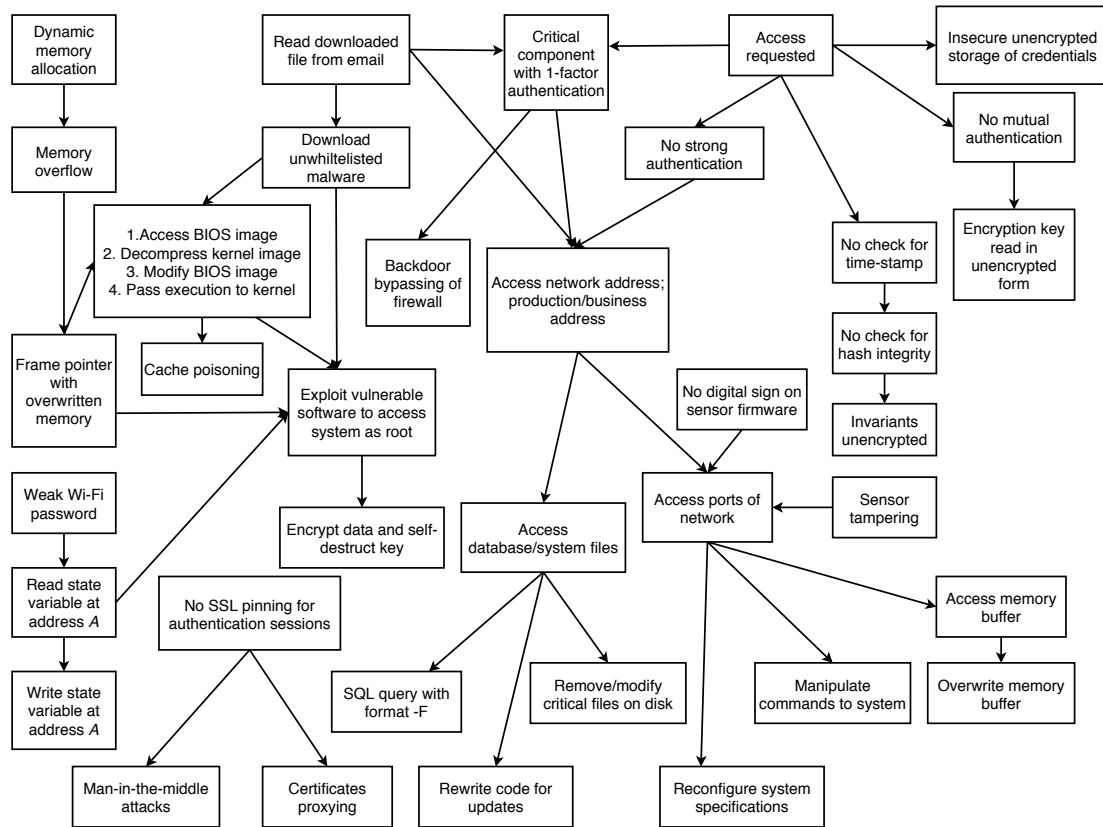 Dynamic
memory
allocation
Read downloaded
file from email
Critical
component
with 1-factor
authentication
Access
requested
Insecure unencrypted
storage of credentials
Memory
overflow
Download
unwhiltelisted
malware
No strong
authentication
No mutual
authentication
1.Access BIOS image
2. Decompress kernel image
3. Modify BIOS image
4. Pass execution to kernel
Backdoor
bypassing of
firewall
Access network address;
production/business
address
No check for
time-stamp
Encryption key
read in
unencrypted
form
Frame pointer
with
overwritten
memory
Cache poisoning
Exploit vulnerable
software to access
system as root
No digital sign on
sensor firmware
No check for
hash integrity
Invariants
unencrypted
Weak Wi-Fi
password
Encrypt data and self-
destruct key
Access
database/system files
Access ports of
network
Sensor
tampering
Read state
variable at
address A
No SSL pinning for
authentication sessions
Access memory
buffer
Write state
variable at
address A
SQL query with
format -F
Remove/modify
critical files on disk
Manipulate
commands to system
Overwrite memory
buffer
Man-in-the-middle
attacks
Certificates
proxying
Rewrite code for
updates
Reconfigure system
specifications